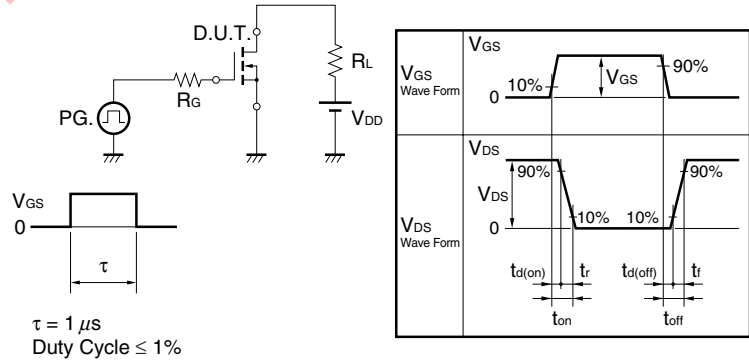 D.U.T.
RL
RG
PG.
VDD
VGS
0
τ
τ = 1 μs
Duty Cycle ≤ 1%
VGS
Wave Form
VGS
10%
0
VGS
90%
VDS
Wave Form
VDS
90%
VDS
0
10%
10%
90%
td(on)
tr
td(off)
tf
ton
toff